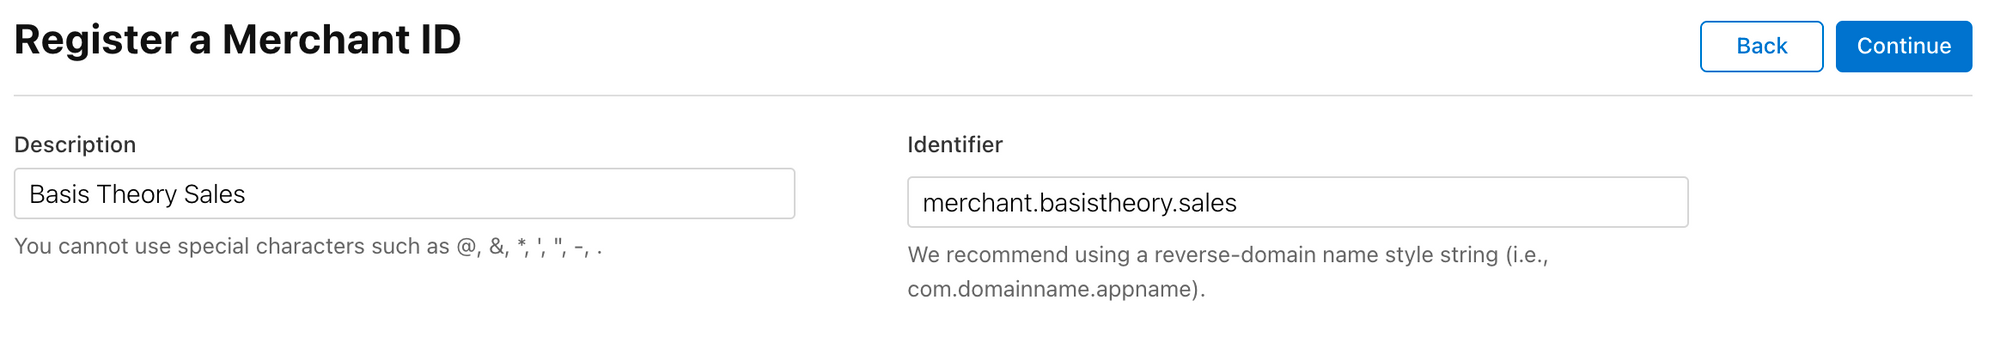 Register a Merchant ID
Back
Continue
Description
Basis Theory Sales
You cannot use special characters such as @, &, *, ', ", -, .
Identifier
merchant.basistheory.sales
We recommend using a reverse-domain name style string (i.e.,
com.domainname.appname).